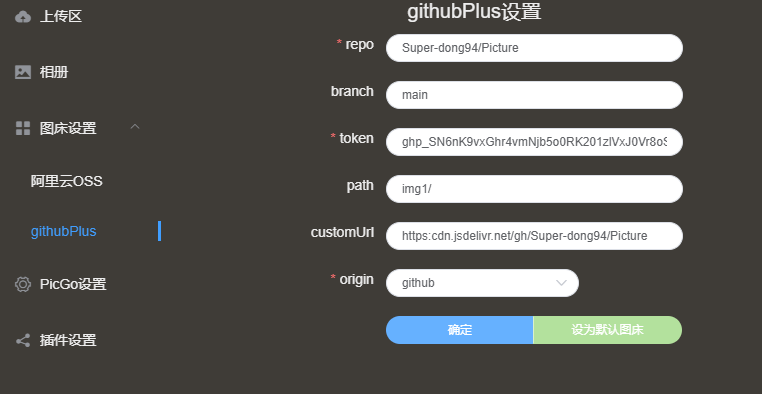 上传区
相册
图床设置
阿里云OSS
githubPlus
PicGo设置
插件设置
githubPlus设置
* repo Super-dong94/Picture
branch main
* token 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
path img1/
customUrl https:cdn.jsdelivr.net/gh/Super-dong94/Picture
* origin github
确定 设为默认图床